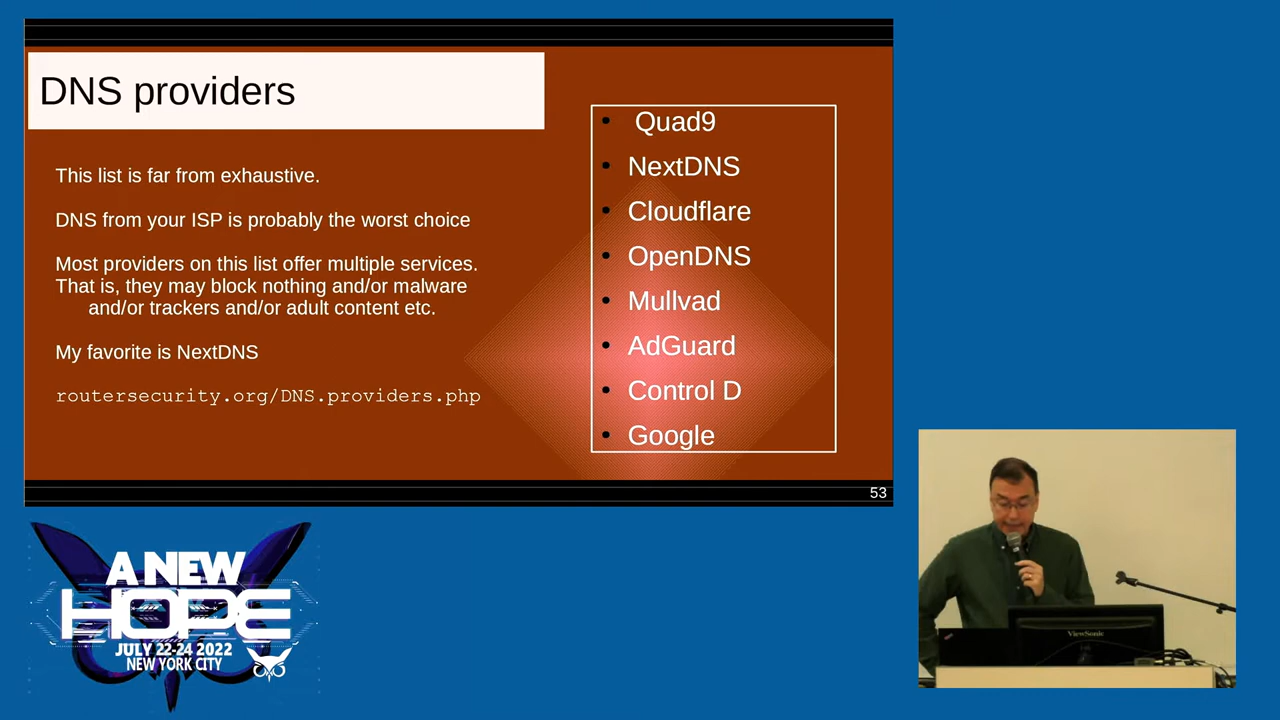 DNS providers
This list is far from exhaustive.
DNS from your ISP is probably the worst choice
Most providers on this list offer multiple services.
That is, they may block nothing and/or malware
and/or trackers and/or adult content etc.
My favorite is NextDNS
routersecurity.org/DNS.providers.php
• Quad9
• NextDNS
• Cloudflare
• OpenDNS
• Mullvad
• AdGuard
• Control D
• Google
53
A NEW
HOPE
JULY 22-24 2022
NEW YORK CITY
ViewSonic